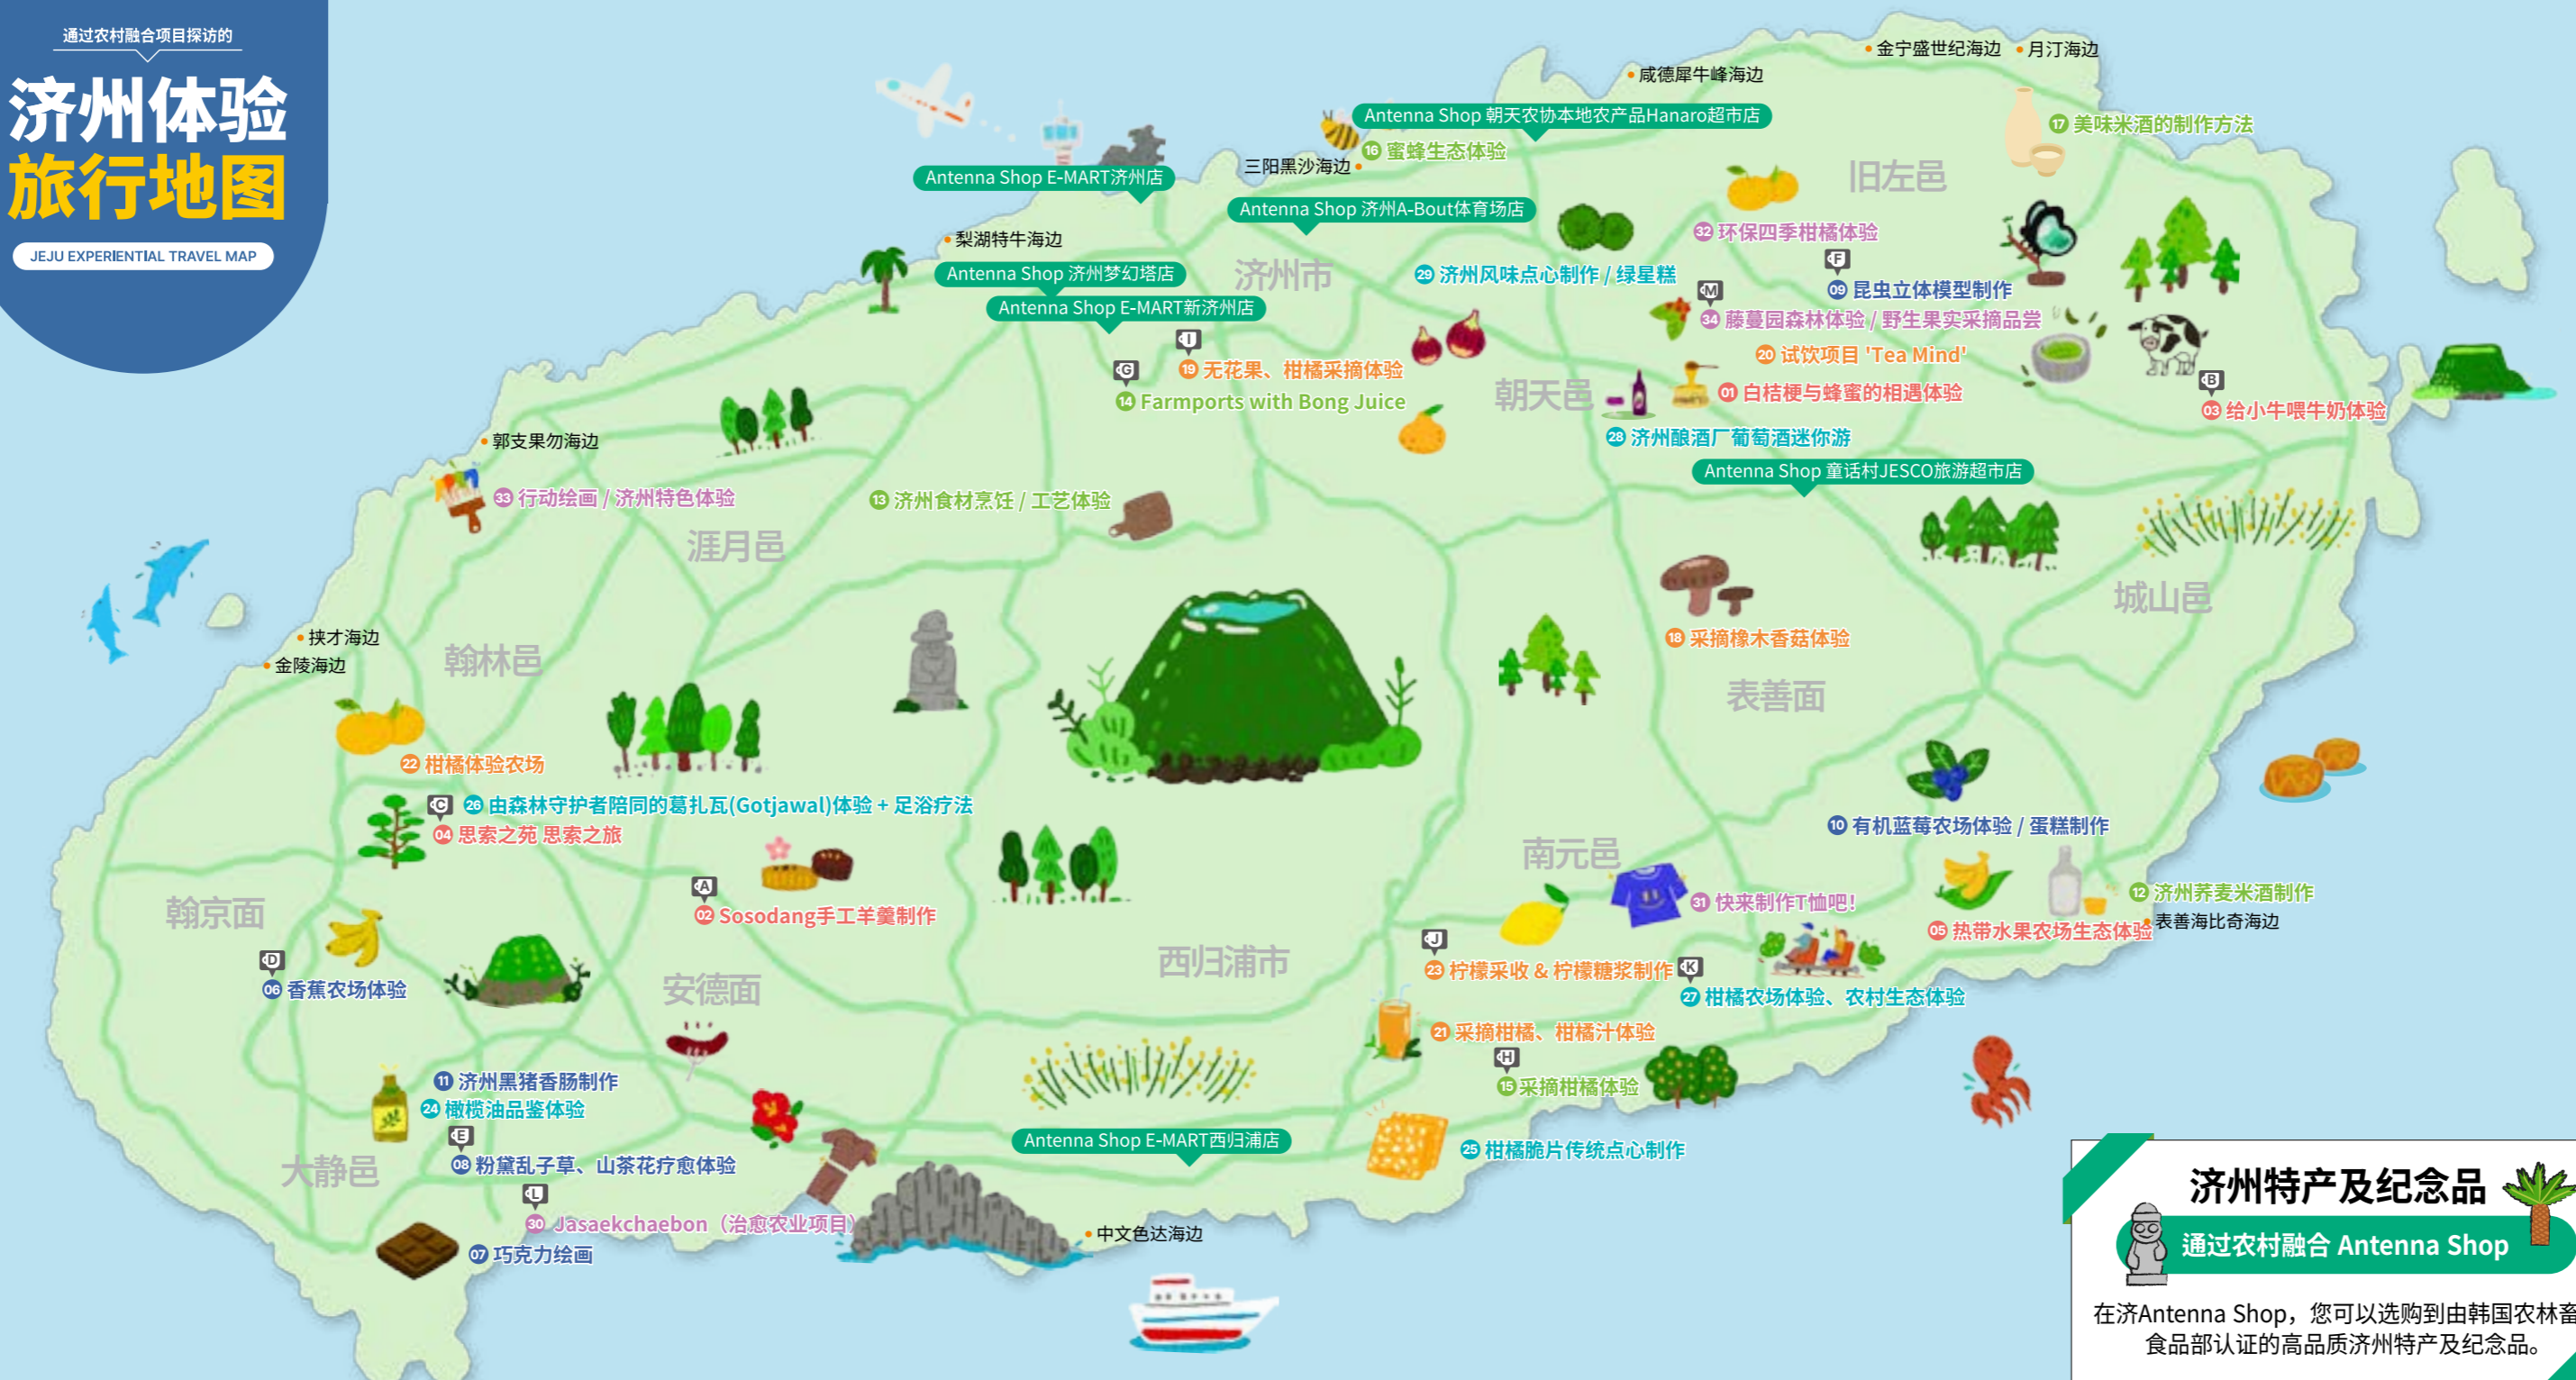 通过农村融合项目探访的
济州体验
旅行地图
JEJU EXPERIENTIAL TRAVEL MAP
金宁盛世纪海边
月汀海边
咸德犀牛峰海边
Antenna Shop 朝天农协本地农产品Hanaro超市店
17 美味米酒的制作方法
16 蜜蜂生态体验
三阳黑沙海边
Antenna Shop E-MART济州店
旧左邑
Antenna Shop 济州A-Bout体育场店
32 环保四季柑橘体验
梨湖特牛海边
F
Antenna Shop 济州梦幻塔店
济州市
29 济州风味点心制作 / 绿星糕
09 昆虫立体模型制作
M
Antenna Shop E-MART新济州店
34 藤蔓园森林体验 / 野生果实采摘品尝
I
20 试饮项目 'Tea Mind'
G
19 无花果、柑橘采摘体验
B
朝天邑
01 白桔梗与蜂蜜的相遇体验
14 Farmports with Bong Juice
03 给小牛喂牛奶体验
郭支果勿海边
28 济州酿酒厂葡萄酒迷你游
Antenna Shop 童话村JESCO旅游超市店
33 行动绘画 / 济州特色体验
13 济州食材烹饪 / 工艺体验
涯月邑
城山邑
挟才海边
18 采摘橡木香菇体验
金陵海边
翰林邑
表善面
22 柑橘体验农场
C
26 由森林守护者陪同的葛扎瓦(Gotjawal)体验 + 足浴疗法
04 思索之苑 思索之旅
10 有机蓝莓农场体验 / 蛋糕制作
南元邑
A
12 济州荞麦米酒制作
翰京面
02 Sosodang手工羊羹制作
31 快来制作T恤吧!
表善海比奇海边
05 热带水果农场生态体验
J
D
西归浦市
23 柠檬采收 & 柠檬糖浆制作
K
06 香蕉农场体验
安德面
27 柑橘农场体验、农村生态体验
21 采摘柑橘、柑橘汁体验
H
11 济州黑猪香肠制作
15 采摘柑橘体验
24 橄榄油品鉴体验
E
Antenna Shop E-MART西归浦店
25 柑橘脆片传统点心制作
08 粉黛乱子草、山茶花疗愈体验
大静邑
L
30 Jasaekchaebon（治愈农业项目）
中文色达海边
07 巧克力绘画
济州特产及纪念品
通过农村融合 Antenna Shop
在济Antenna Shop，您可以选购到由韩国农林畜
食品部认证的高品质济州特产及纪念品。